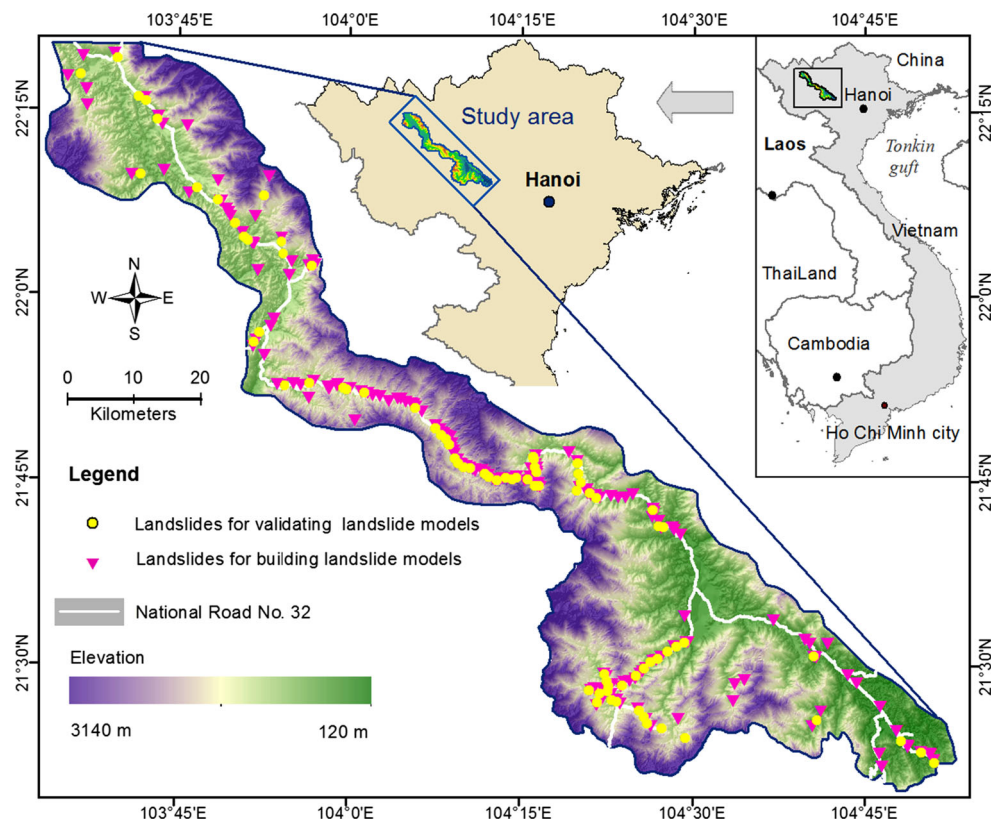 103°45'E 104°0'E 104°15'E 104°30'E 104°45'E
22°15'N
22°0'N
21°45'N
21°30'N
Study area
Hanoi
China
Hanoi
Laos
Tonkin
guft
Vietnam
ThaiLand
Cambodia
Ho Chi Minh city
22°15'N
22°0'N
21°45'N
21°30'N
N
W E
S
0 10 20
Kilometers
Legend
Landslides for validating landslide models
Landslides for building landslide models
National Road No. 32
Elevation
3140 m 120 m
103°45'E 104°0'E 104°15'E 104°30'E 104°45'E